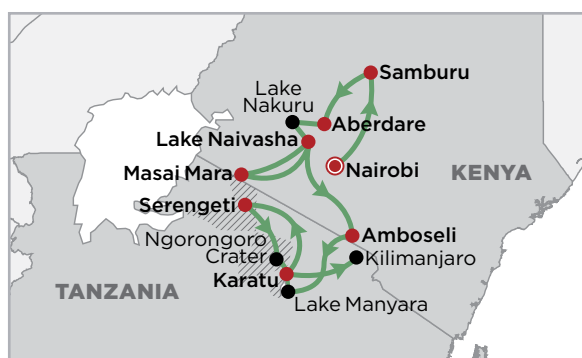 Samburu
Lake
Nakuru
Aberdare
Lake Naivasha
Nairobi
KENYA
Masai Mara
Serengeti
Amboseli
Ngorongoro
Crater
Kilimanjaro
Karatu
TANZANIA
Lake Manyara